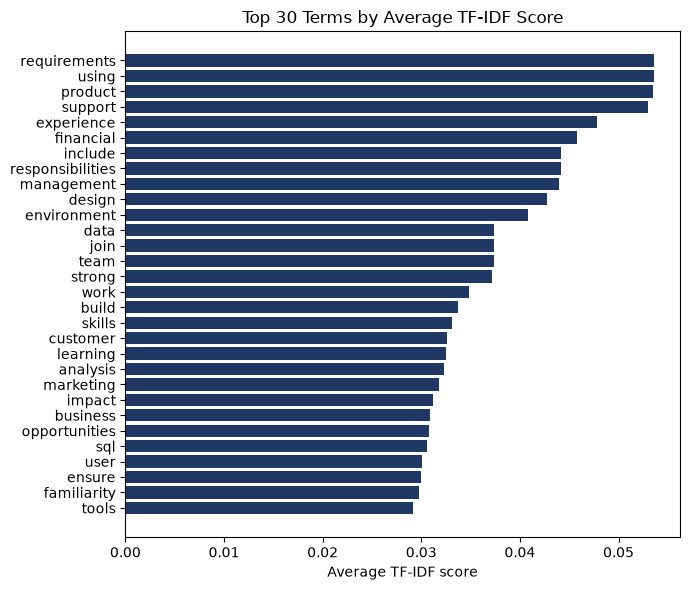 Top 30 Terms by Average TF-IDF Score
requirements
using
product
support
experience
financial
include
responsibilities
management
design
environment
data
join
team
strong
work
build
skills
customer
learning
analysis
marketing
impact
business
opportunities
sql
user
ensure
familiarity
tools
0.00 0.01 0.02 0.03 0.04 0.05
Average TF-IDF score